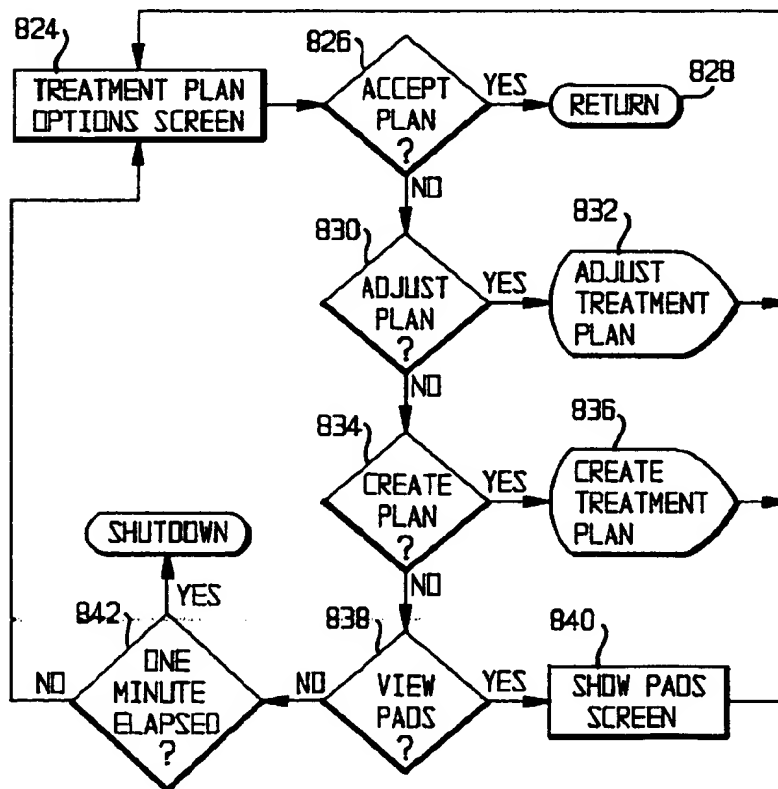 824
TREATMENT PLAN
OPTIONS SCREEN
826
ACCEPT
PLAN
?
YES
RETURN
828
NO
830
ADJUST
PLAN
?
YES
832
ADJUST
TREATMENT
PLAN
NO
834
CREATE
PLAN
?
YES
836
CREATE
TREATMENT
PLAN
NO
838
VIEW
PADS
?
YES
840
SHOW PADS
SCREEN
NO
842
ONE
MINUTE
ELAPSED
?
YES
SHUTDOWN
NO